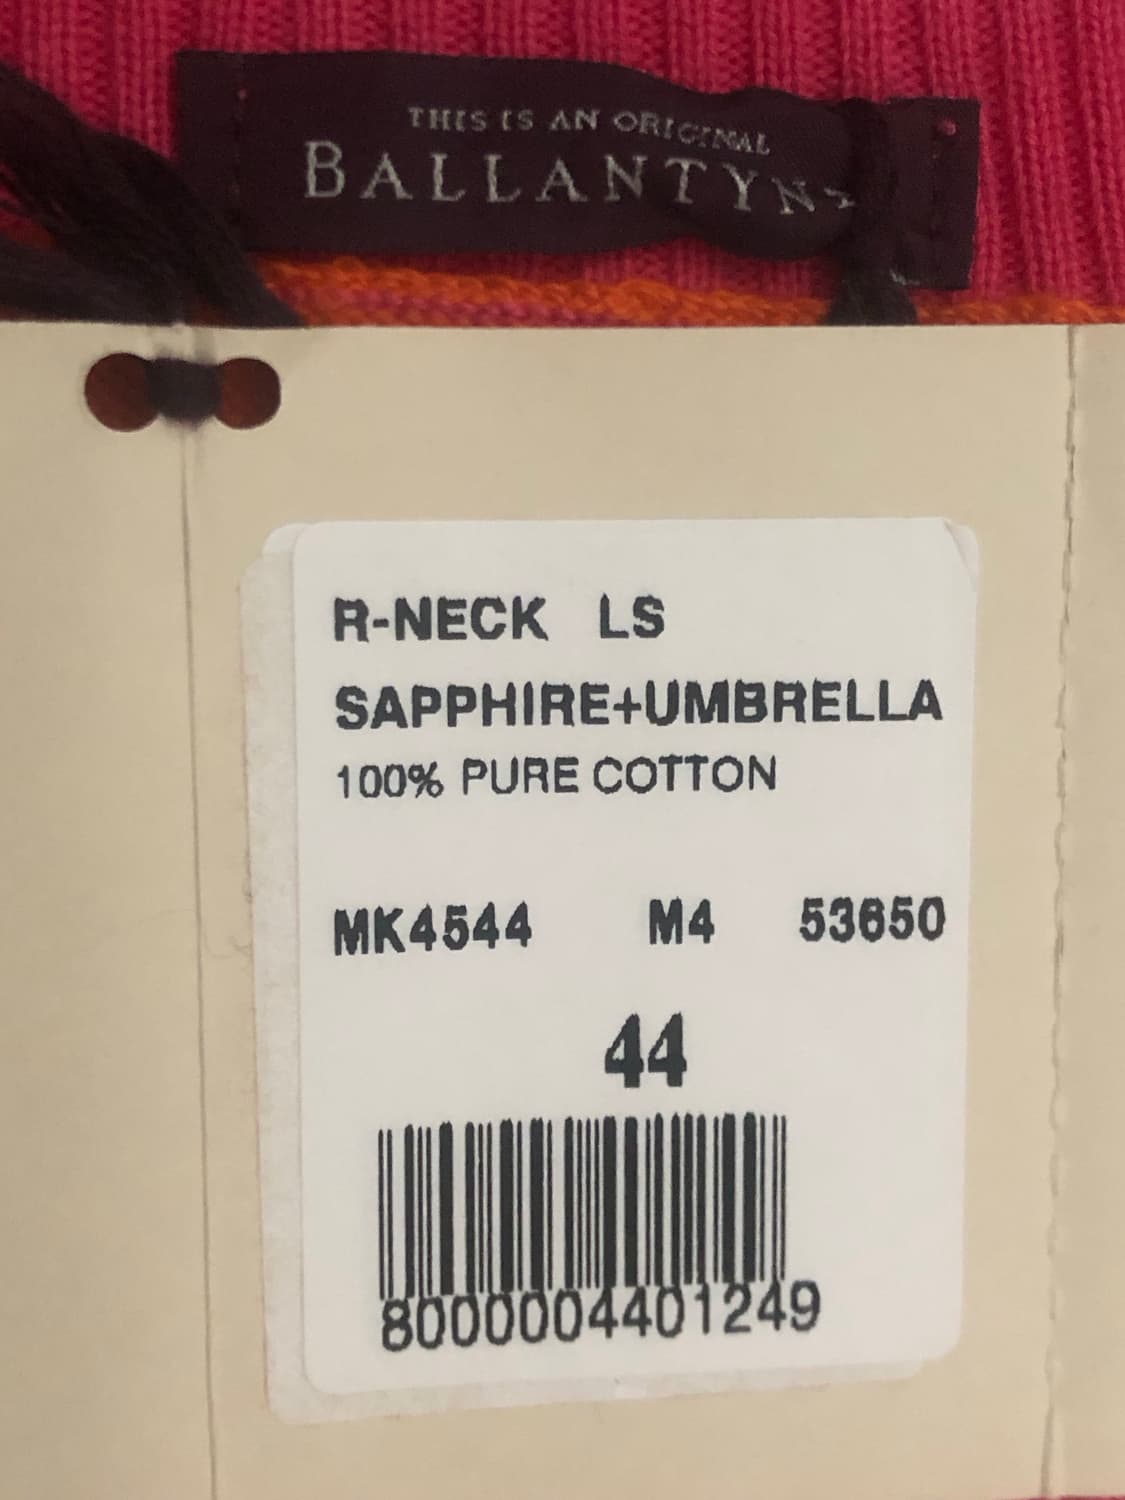 THIS IS AN ORIGINAL
BALLANTYNE
R-NECK LS
SAPPHIRE+UMBRELLA
100% PURE COTTON
MK4544 M4 53650
44
8000004401249